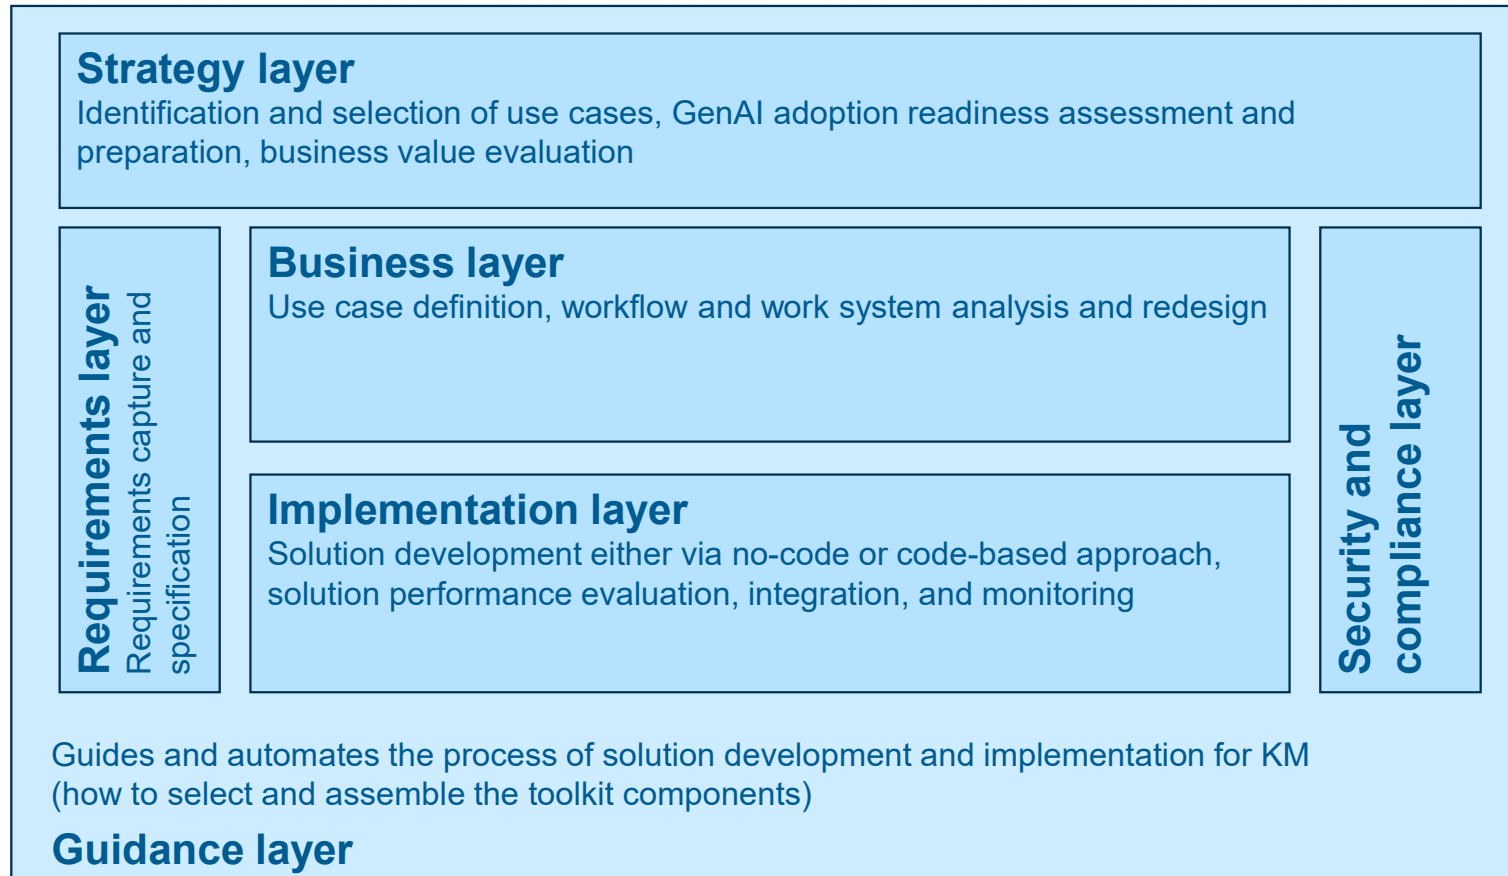 Strategy layer
Identification and selection of use cases, GenAI adoption readiness assessment and
preparation, business value evaluation
Requirements layer
Requirements capture and
specification
Business layer
Use case definition, workflow and work system analysis and redesign
Implementation layer
Solution development either via no-code or code-based approach,
solution performance evaluation, integration, and monitoring
Security and
compliance layer
Guides and automates the process of solution development and implementation for KM
(how to select and assemble the toolkit components)
Guidance layer